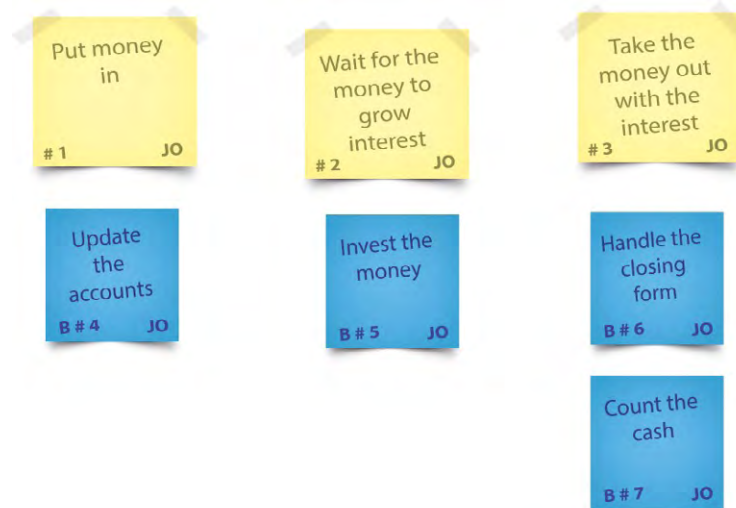 Put money
in
# 1 JO
Wait for the
money to
grow
interest
# 2 JO
Take the
money out
with the
interest
# 3 JO
Update
the
accounts
B # 4 JO
Invest the
money
B # 5 JO
Handle the
closing
form
B # 6 JO
Count the
cash
B # 7 JO